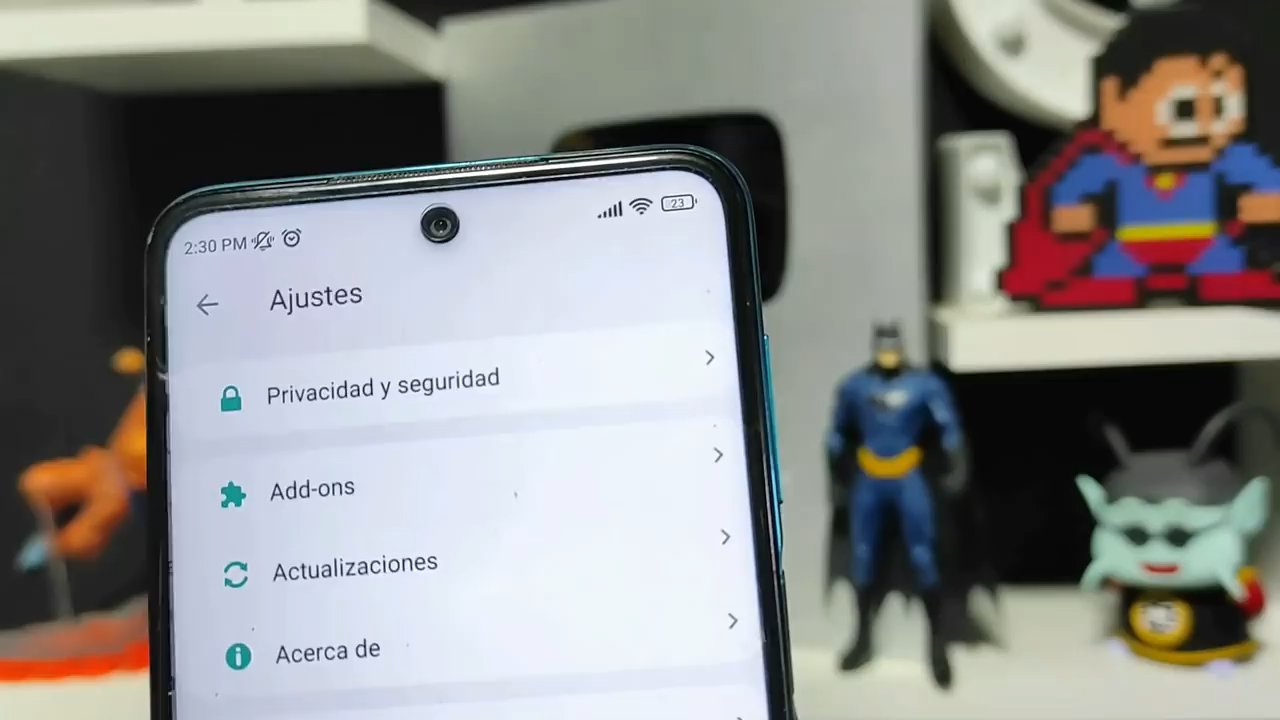 2:30 PM
23
Ajustes
Privacidad y seguridad
Add-ons
Actualizaciones
Acerca de